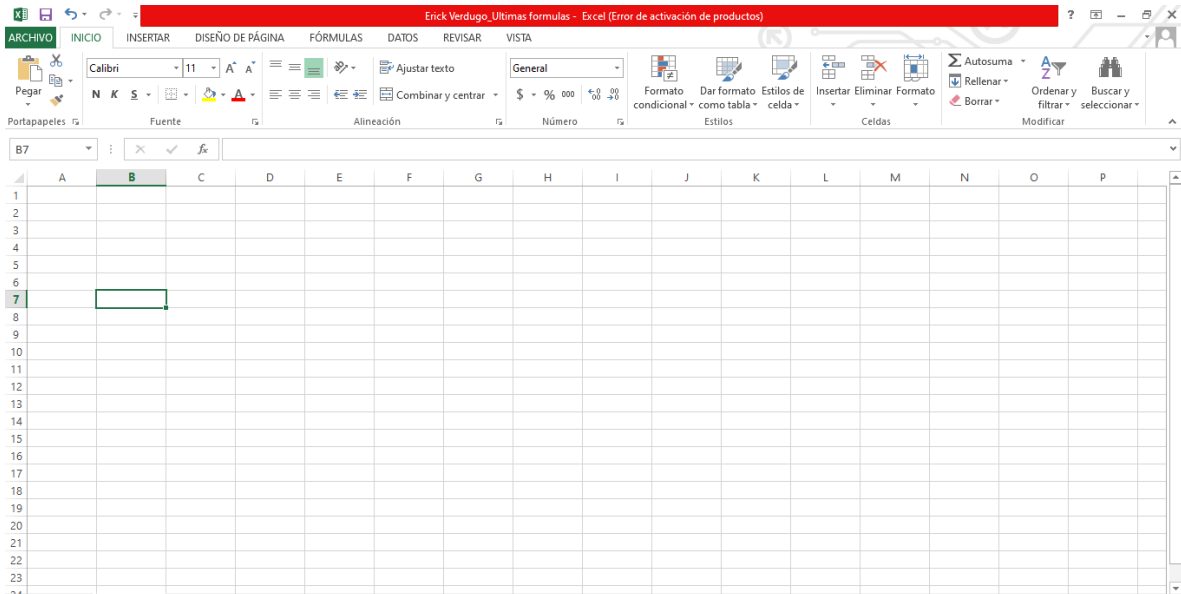 Erick Verdugo_Ultimas formulas - Excel (Error de activación de productos)
?
ARCHIVO INICIO INSERTAR DISEÑO DE PÁGINA FÓRMULAS DATOS REVISAR VISTA
Pegar
Portapapeles
Calibri 11 A A
N K S A
Fuente
Ajustar texto
Combinar y centrar
Alineación
General
$ % 000
Número
Formato condicional
Dar formato como tabla
Estilos de celda
Estilos
Insertar Eliminar Formato
Celdas
Autosuma
Rellenar
Borrar
Ordenar y filtrar
Buscar y seleccionar
Modificar
B7 fx
A B C D E F G H I J K L M N O P
1
2
3
4
5
6
7
8
9
10
11
12
13
14
15
16
17
18
19
20
21
22
23